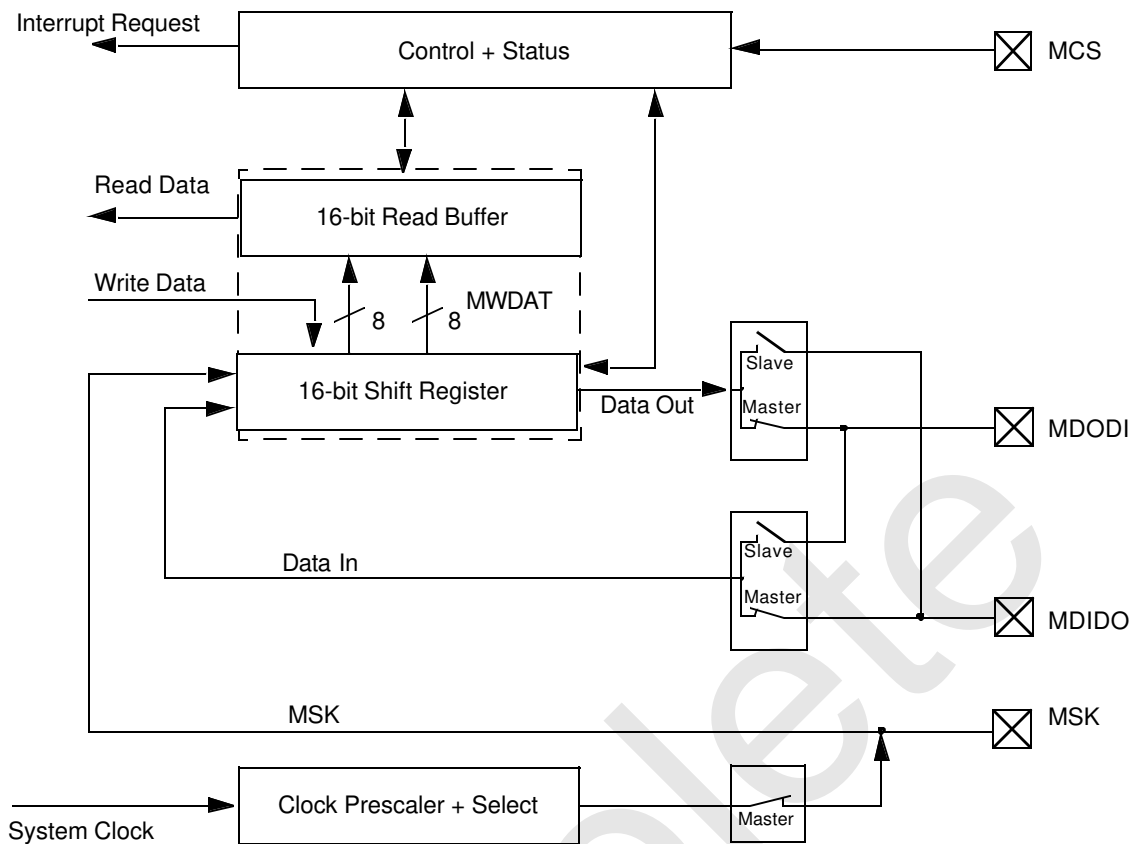 Interrupt Request
Control + Status
MCS
Read Data
16-bit Read Buffer
Write Data
MWDAT
8
8
16-bit Shift Register
Data Out
Slave
Master
MDODI
Data In
Slave
Master
MDIDO
MSK
MSK
System Clock
Clock Prescaler + Select
Master
plete